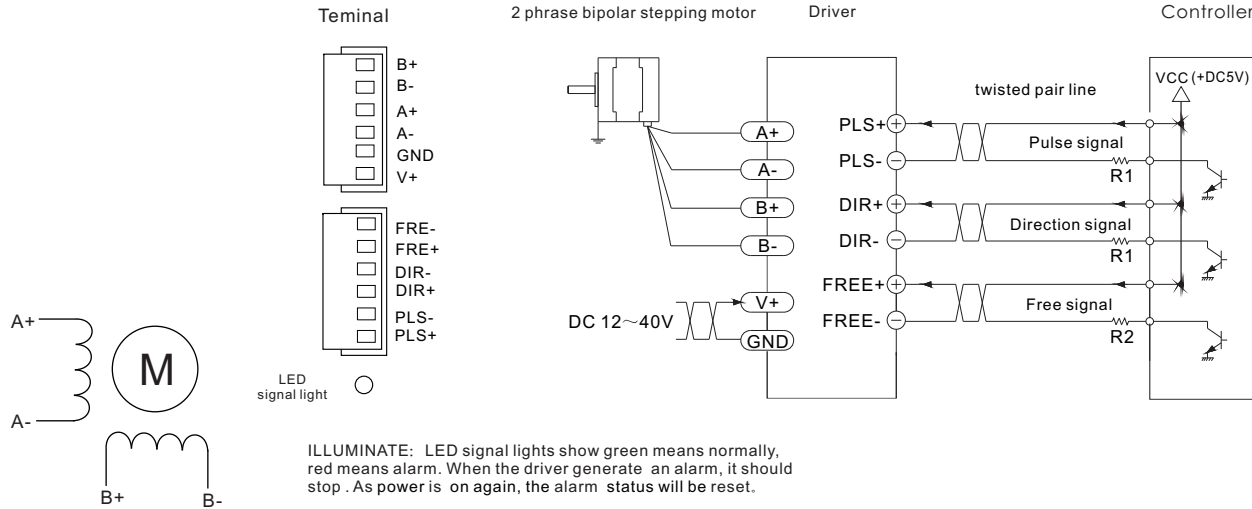 Teminal
2 phrase bipolar stepping motor
Driver
Controller
B+
B-
A+
A-
GND
V+
FRE-
FRE+
DIR-
DIR+
PLS-
PLS+
LED
signal light
A+
A-
M
B+
B-
A+
A-
B+
B-
V+
GND
DC 12～40V
PLS+
PLS-
DIR+
DIR-
FREE+
FREE-
twisted pair line
Pulse signal
R1
Direction signal
R1
Free signal
R2
VCC (+DC5V)
ILLUMINATE: LED signal lights show green means normally,
red means alarm. When the driver generate an alarm, it should
stop . As power is on again, the alarm status will be reset。